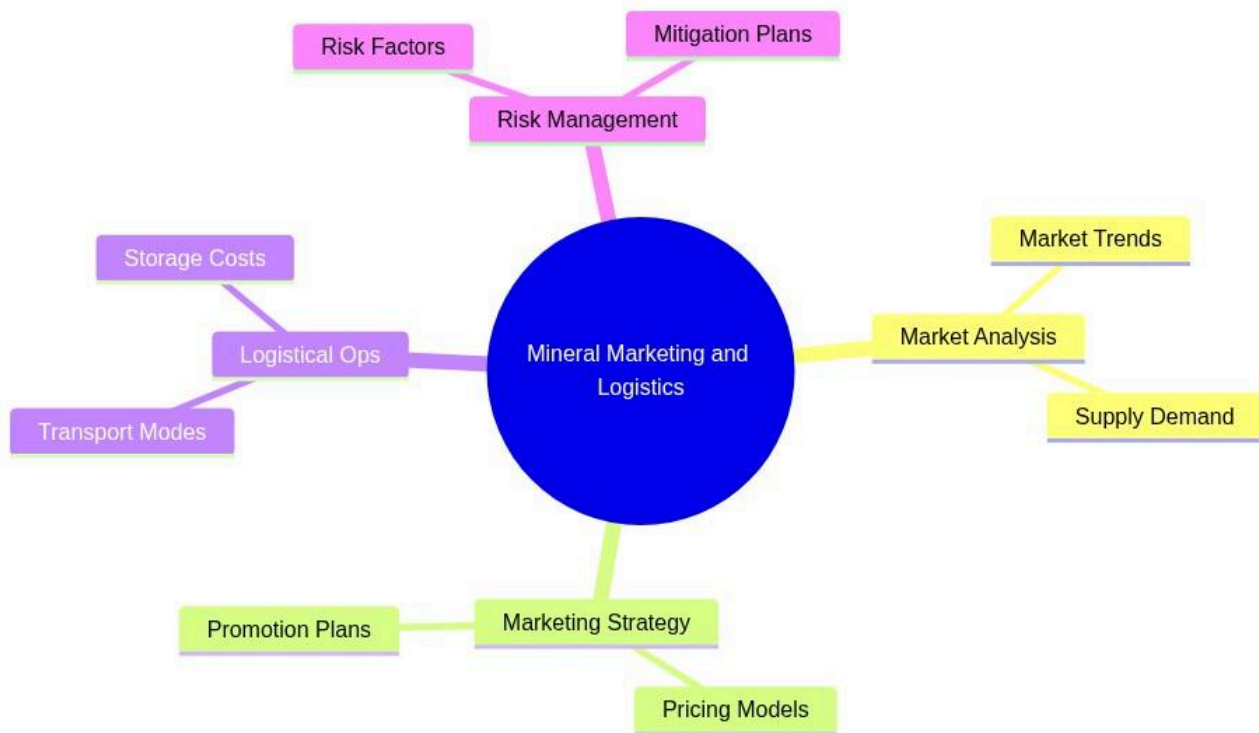 Risk Factors
Mitigation Plans
Risk Management
Storage Costs
Logistical Ops
Transport Modes
Mineral Marketing and
Logistics
Market Trends
Market Analysis
Supply Demand
Promotion Plans
Marketing Strategy
Pricing Models